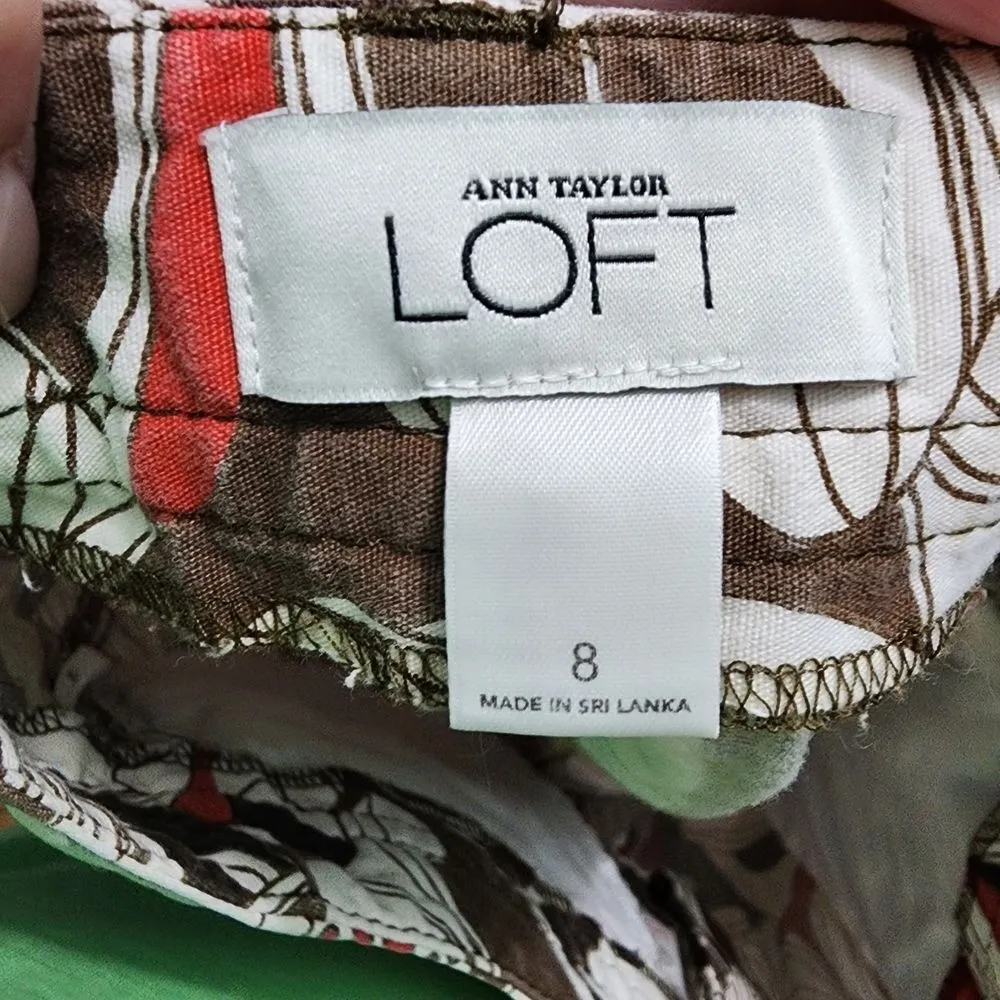 ANN TAYLOR
LOFT
8
MADE IN SRI LANKA